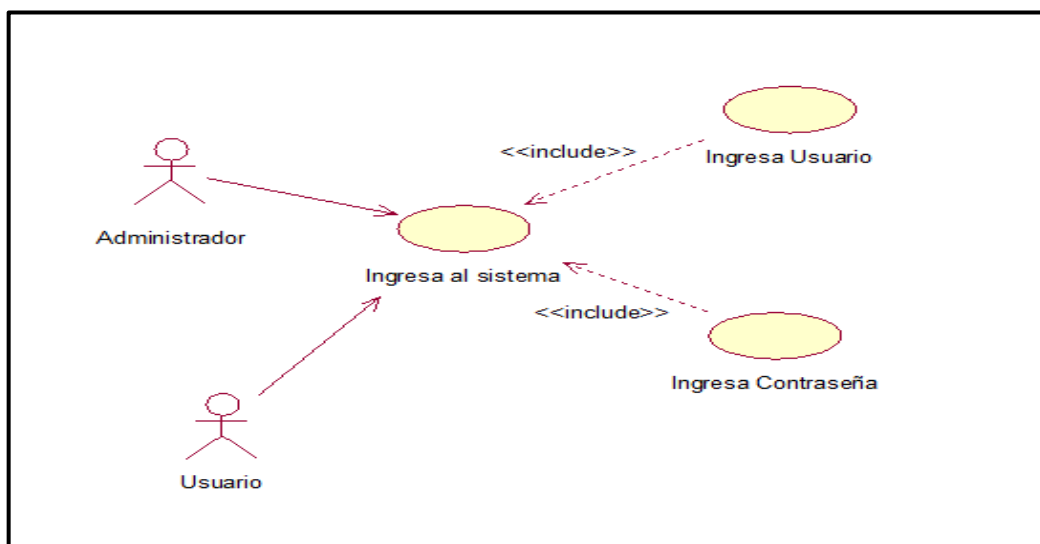 <<include>>
Ingresa Usuario
Administrador
Ingresa al sistema
<<include>>
Ingresa Contraseña
Usuario